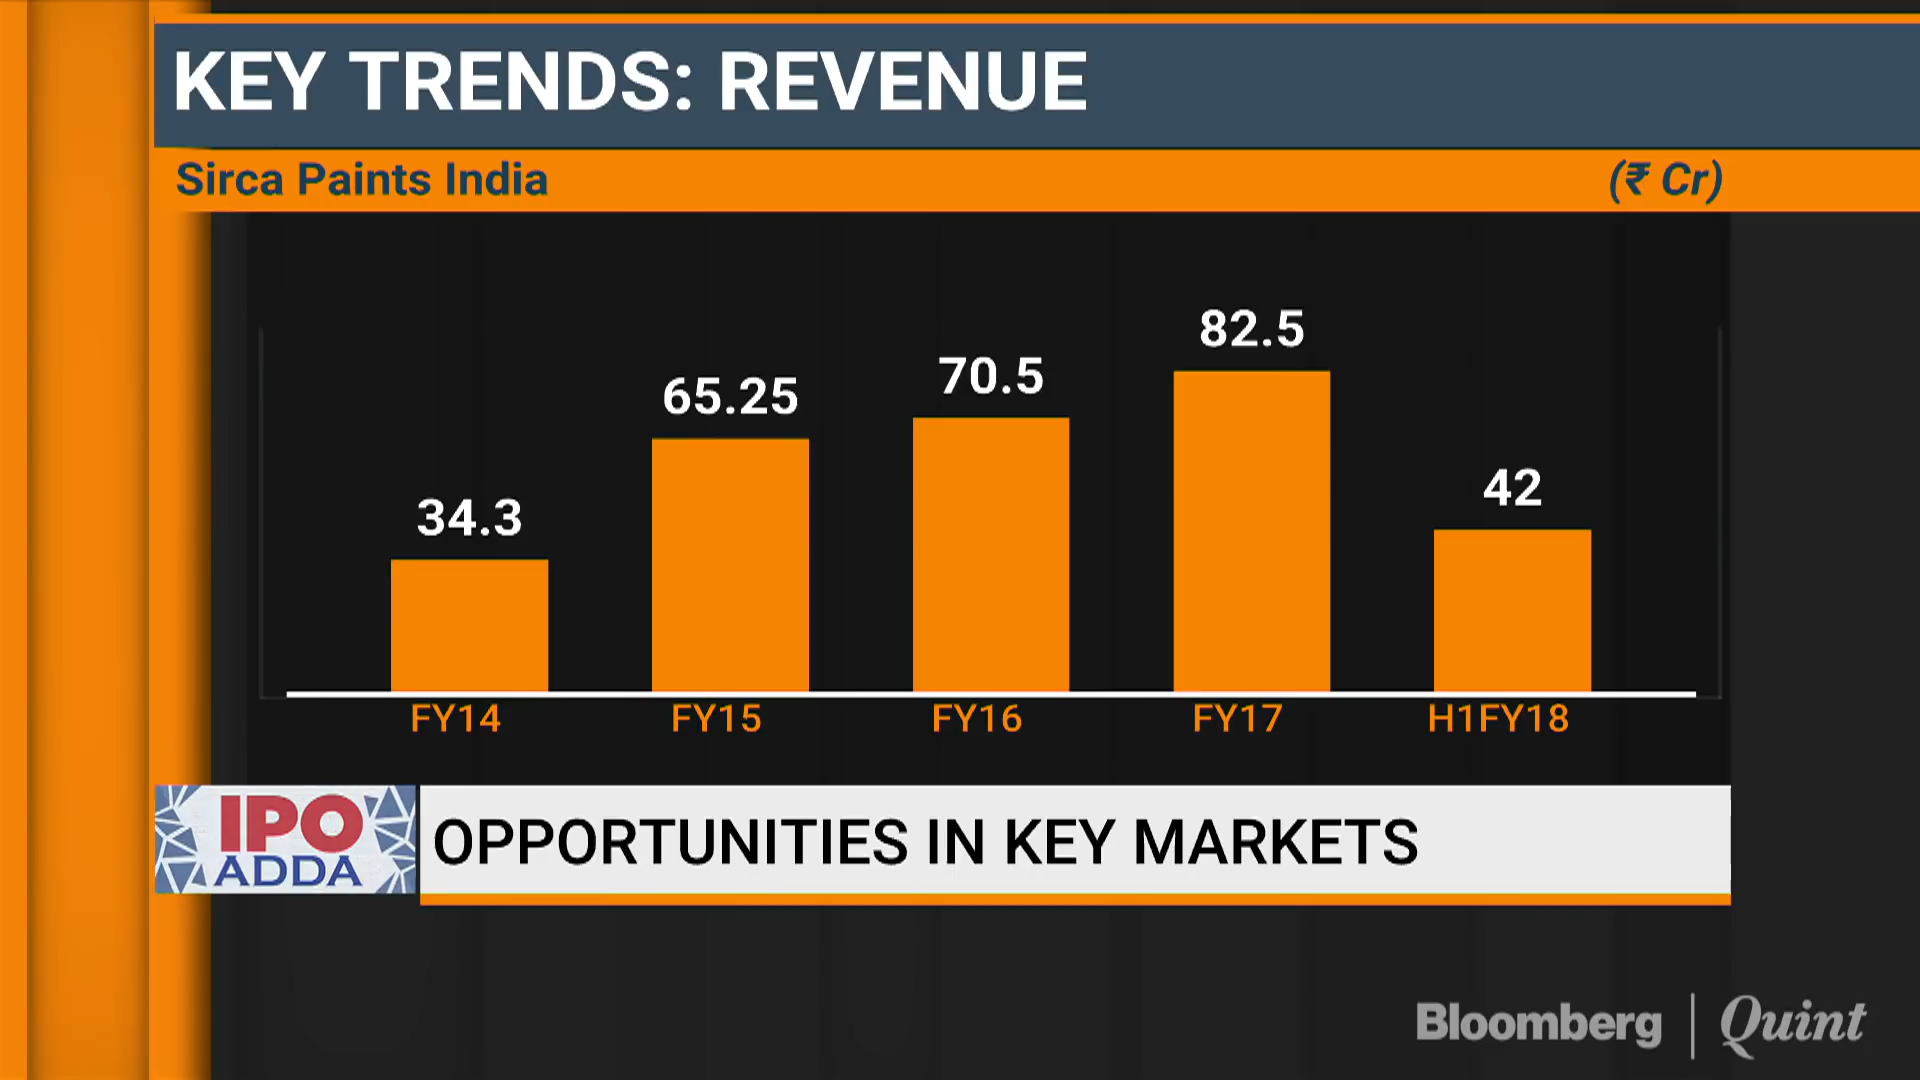 KEY TRENDS: REVENUE
Sirca Paints India (₹ Cr)
34.3 65.25 70.5 82.5 42
FY14 FY15 FY16 FY17 H1FY18
IPO
ADDA
OPPORTUNITIES IN KEY MARKETS
Bloomberg | Quint